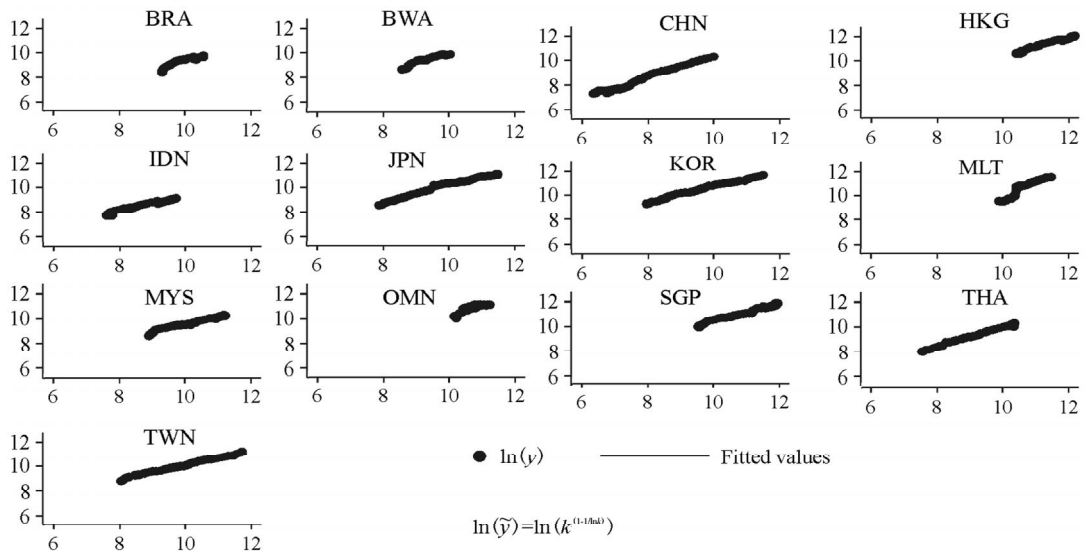 BRA BWA CHN HKG
12 12 12 12
10 10 10 10
8 8 8 8
6 6 6 6
6 8 10 12 6 8 10 12 6 8 10 12 6 8 10 12
IDN JPN KOR MLT
12 12 12 12
10 10 10 10
8 8 8 8
6 6 6 6
6 8 10 12 6 8 10 12 6 8 10 12 6 8 10 12
MYS OMN SGP THA
12 12 12 12
10 10 10 10
8 8 8 8
6 6 6 6
6 8 10 12 6 8 10 12 6 8 10 12 6 8 10 12
TWN
12
10
8
6
6 8 10 12
ln(y) Fitted values
ln(ỹ)=ln(k^(1-1/lnk))